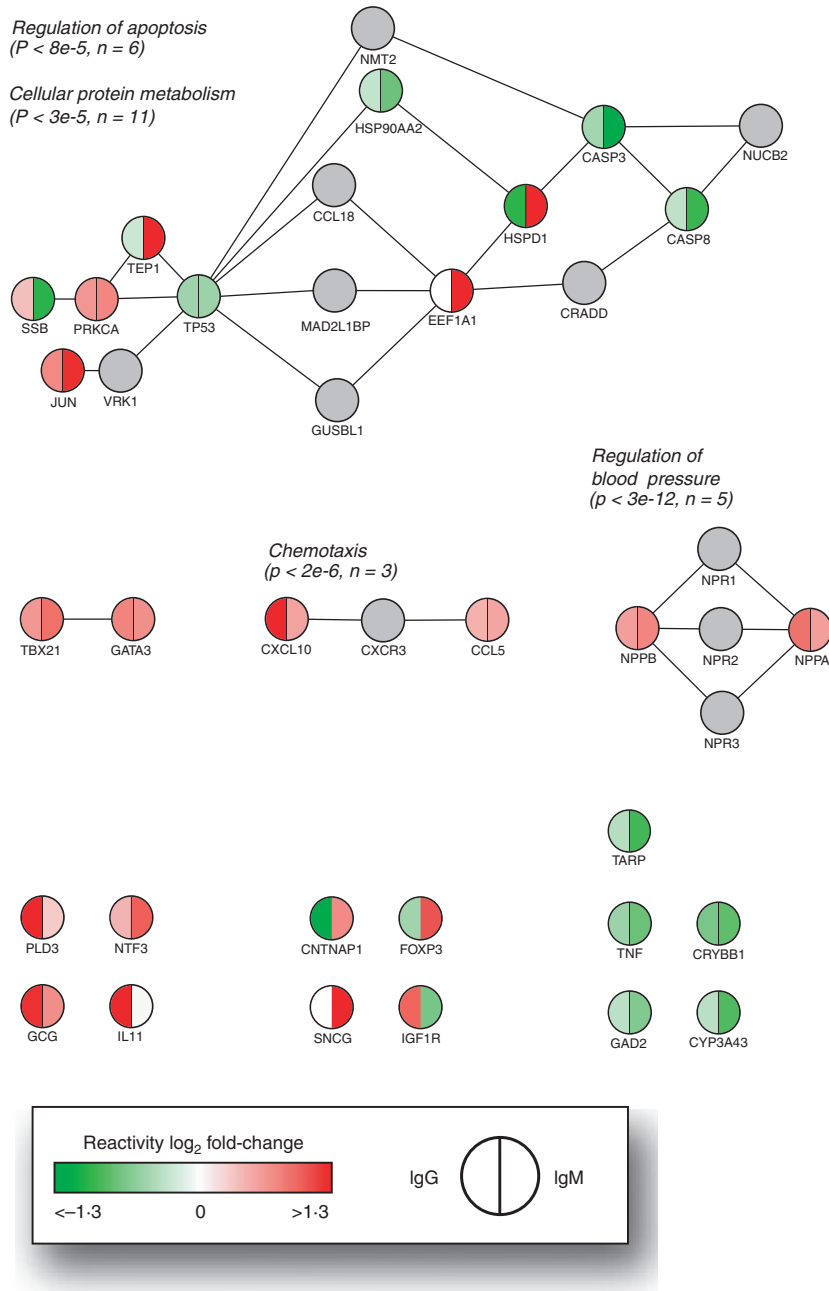 Regulation of apoptosis
(P < 8e-5, n = 6)
Cellular protein metabolism
(P < 3e-5, n = 11)
NMT2
HSP90AA2
CASP3
NUCB2
CCL18
HSPD1
CASP8
TEP1
SSB
PRKCA
TP53
MAD2L1BP
EEF1A1
CRADD
JUN
VRK1
GUSBL1
Regulation of
blood pressure
(p < 3e-12, n = 5)
Chemotaxis
(p < 2e-6, n = 3)
NPR1
TBX21
GATA3
CXCL10
CXCR3
CCL5
NPPB
NPR2
NPPA
NPR3
TARP
PLD3
NTF3
CNTNAP1
FOXP3
TNF
CRYBB1
GCG
IL11
SNCG
IGF1R
GAD2
CYP3A43
Reactivity log2 fold-change
IgG
IgM
<–1·3
0
>1·3